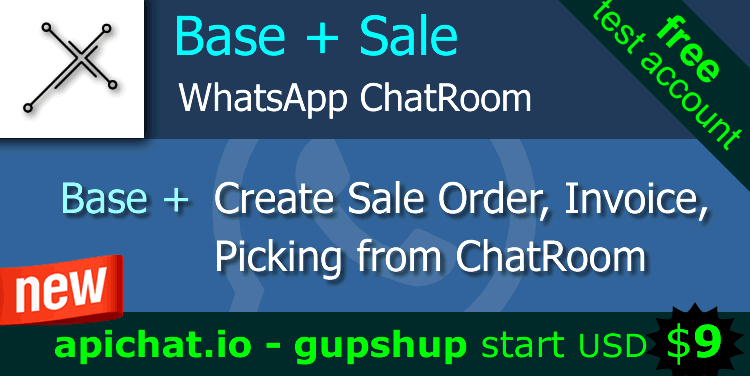 Base + Sale
WhatsApp ChatRoom
free
test account
Base + Create Sale Order, Invoice,
Picking from ChatRoom
new
apichat.io - gupshup start USD $9